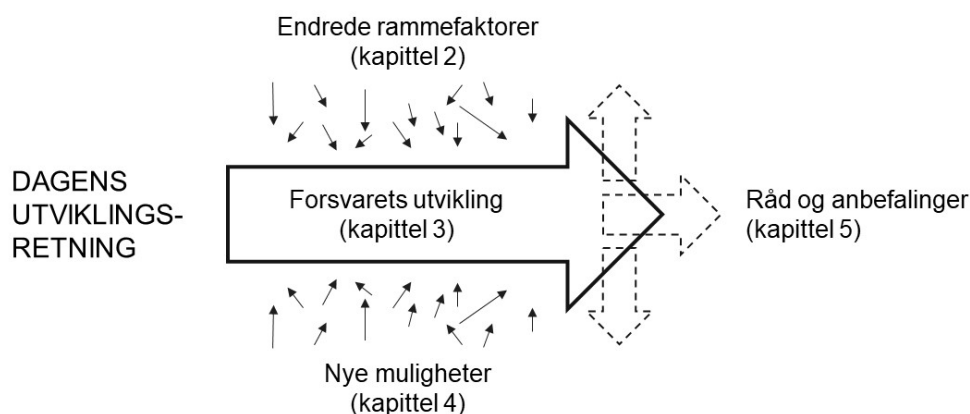 Endrede rammefaktorer
(kapittel 2)
DAGENS
UTVIKLINGS-
RETNING
Forsvarets utvikling
(kapittel 3)
Råd og anbefalinger
(kapittel 5)
Nye muligheter
(kapittel 4)